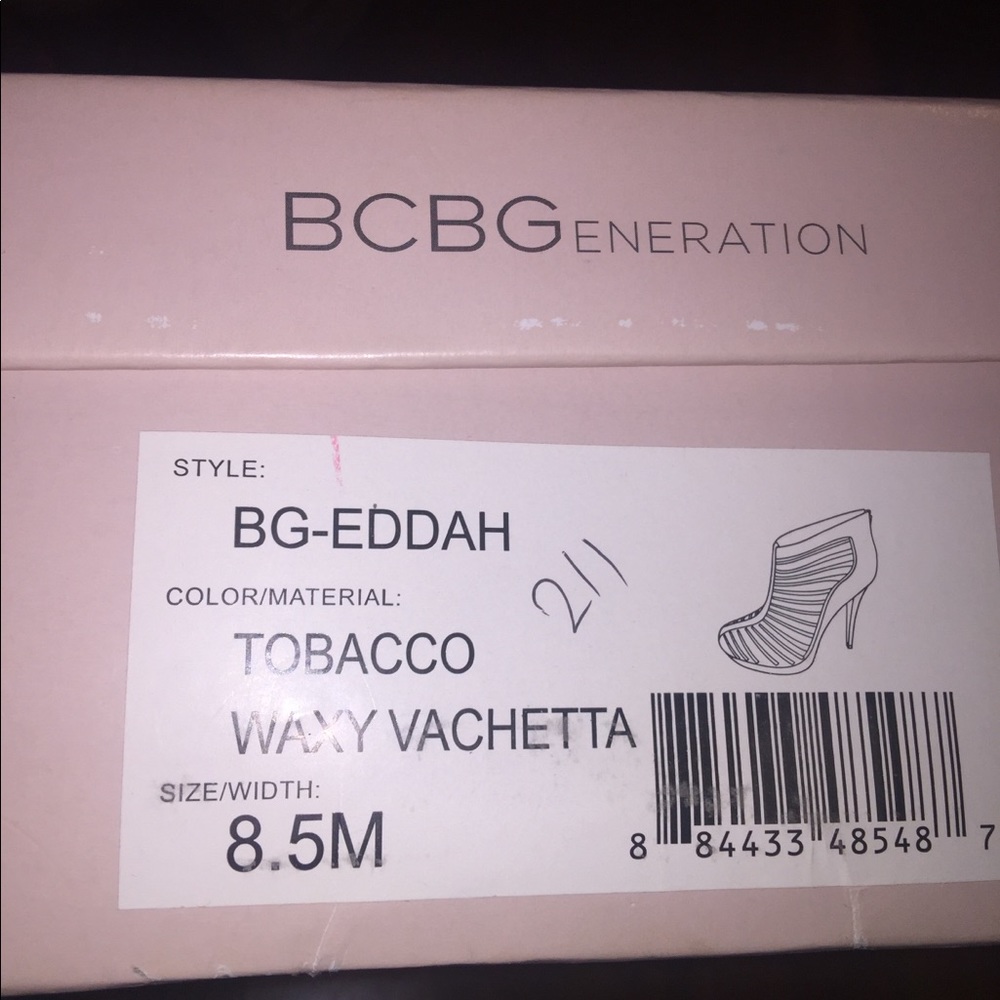 BCBGENERATION
STYLE:
BG-EDDAH
COLOR/MATERIAL:
211
TOBACCO
WAXY VACHETTA
SIZE/WIDTH:
8.5M
8 84433 48548 7